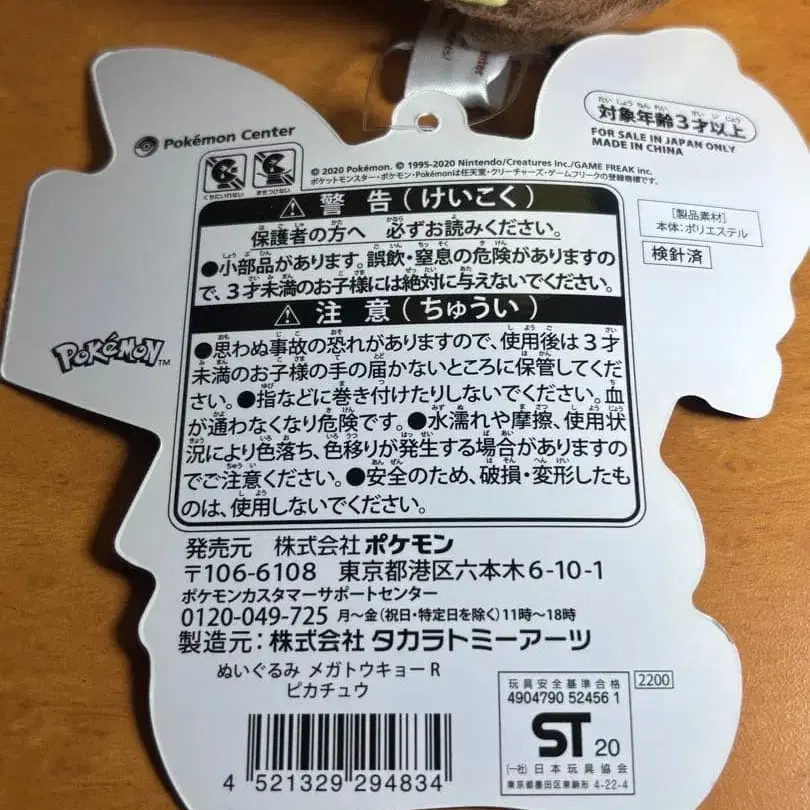 Pokémon Center
対象年齢3才以上
FOR SALE IN JAPAN ONLY
MADE IN CHINA
くちにいれない
まきつけない
© 2020 Pokémon. © 1995-2020 Nintendo/Creatures Inc./GAME FREAK inc.
ポケットモンスター・ポケモン・Pokémonは任天堂・クリーチャーズ・ゲームフリークの登録商標です。
[製品素材]
本体:ポリエステル
検針済
警告(けいこく)
保護者の方へ 必ずお読みください。
●小部品があります。誤飲・窒息の危険がありますの
で、3才未満のお子様には絶対に与えないでください。
注意(ちゅうい)
●思わぬ事故の恐れがありますので、使用後は3才
未満のお子様の手の届かないところに保管してくだ
さい。●指などに巻き付けたりしないでください。血
が通わなくなり危険です。●水濡れや摩擦、使用状
況により色落ち、色移りが発生する場合があります
のでご注意ください。●安全のため、破損・変形したも
のは、使用しないでください。
POKÉMON™
発売元 株式会社ポケモン
〒106-6108 東京都港区六本木6-10-1
ポケモンカスタマーサポートセンター
0120-049-725 月〜金(祝日・特定日を除く)11時〜18時
製造元:株式会社タカラトミーアーツ
ぬいぐるみ メガトウキョーR
ピカチュウ
4 521329 294834
玩具安全基準合格
4904790 52456 1
ST 20
(一社)日本玩具協会
東京都墨田区東駒形 4-22-4
2200